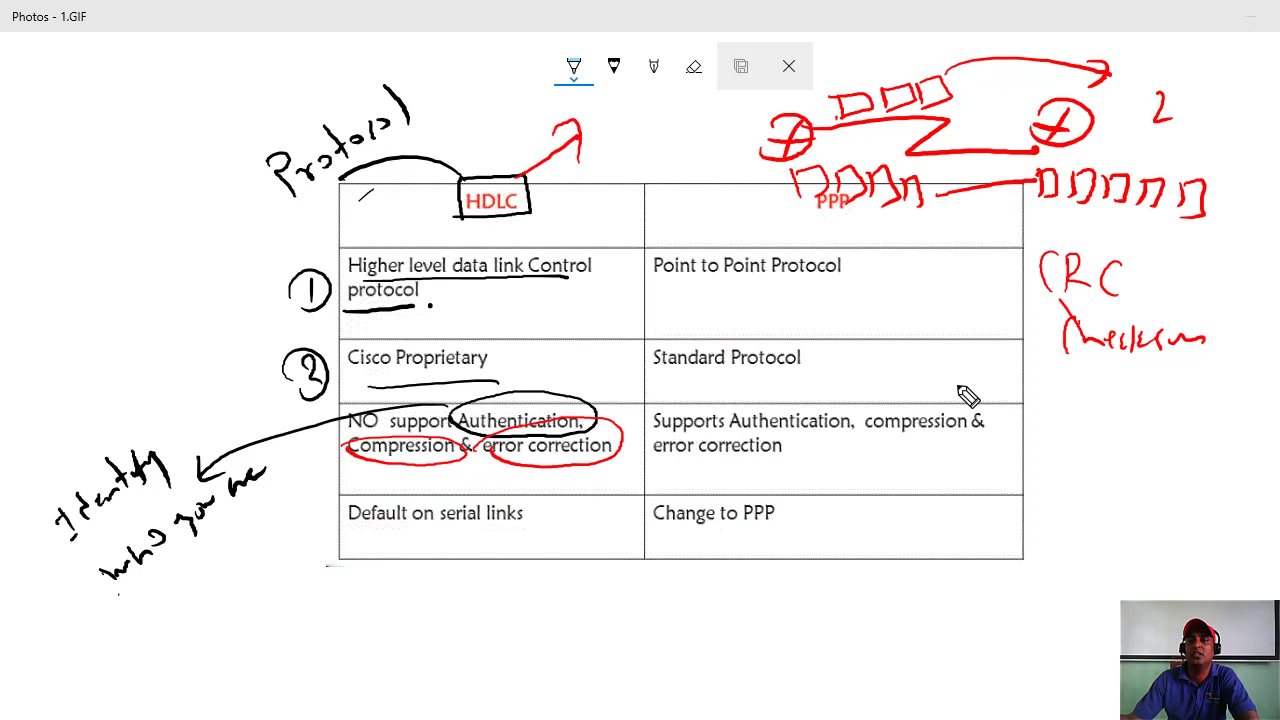 Photos - 1.GIF
Protocol
2
HDLC
PPP
1
Higher level data link Control
protocol
Point to Point Protocol
CRC
Checksum
Cisco Proprietary
Standard Protocol
NO support Authentication,
Compression & error correction
Supports Authentication, compression &
error correction
Identify
who you are
Default on serial links
Change to PPP